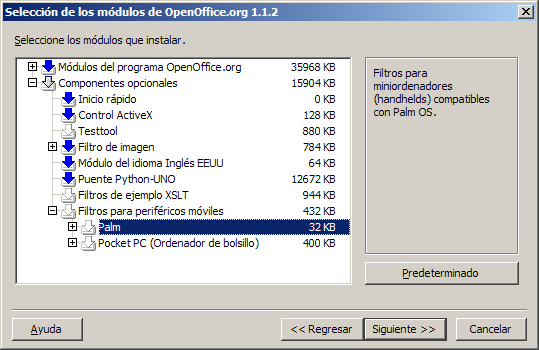 Selección de los módulos de OpenOffice.org 1.1.2
Seleccione los módulos que instalar.
Módulos del programa OpenOffice.org 35968 KB
Componentes opcionales 15904 KB
Inicio rápido 0 KB
Control ActiveX 128 KB
Testtool 880 KB
Filtro de imagen 784 KB
Módulo del idioma Inglés EEUU 64 KB
Puente Python-UNO 12672 KB
Filtros de ejemplo XSLT 944 KB
Filtros para periféricos móviles 432 KB
Palm 32 KB
Pocket PC (Ordenador de bolsillo) 400 KB
Filtros para
miniordenadores
(handhelds) compatibles
con Palm OS.
Predeterminado
Ayuda << Regresar Siguiente >> Cancelar